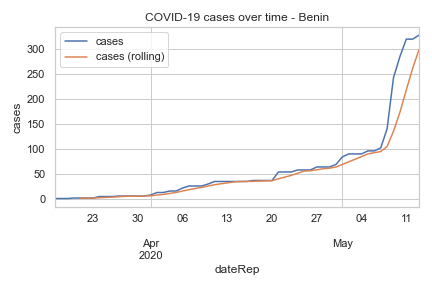 COVID-19 cases over time - Benin
cases
cases (rolling)
cases
300
250
200
150
100
50
0
23 30 06 13 20 27 04 11
Apr May
2020
dateRep